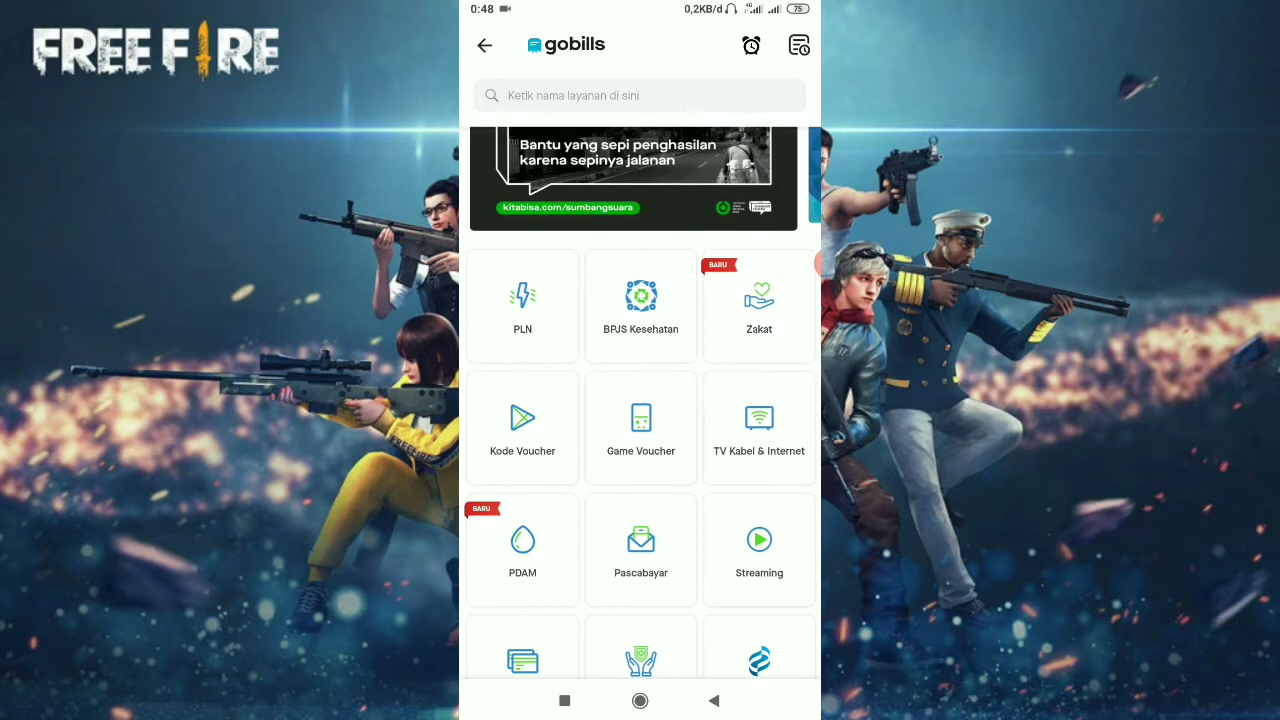 FREE FIRE
0:48
0,2KB/d
4G
75
gobills
Ketik nama layanan di sini
Bantu yang sepi penghasilan
karena sepinya jalanan
kitabisa.com/sumbangsuara
PLN
BPJS Kesehatan
BARU
Zakat
Kode Voucher
Game Voucher
TV Kabel & Internet
BARU
PDAM
Pascabayar
Streaming